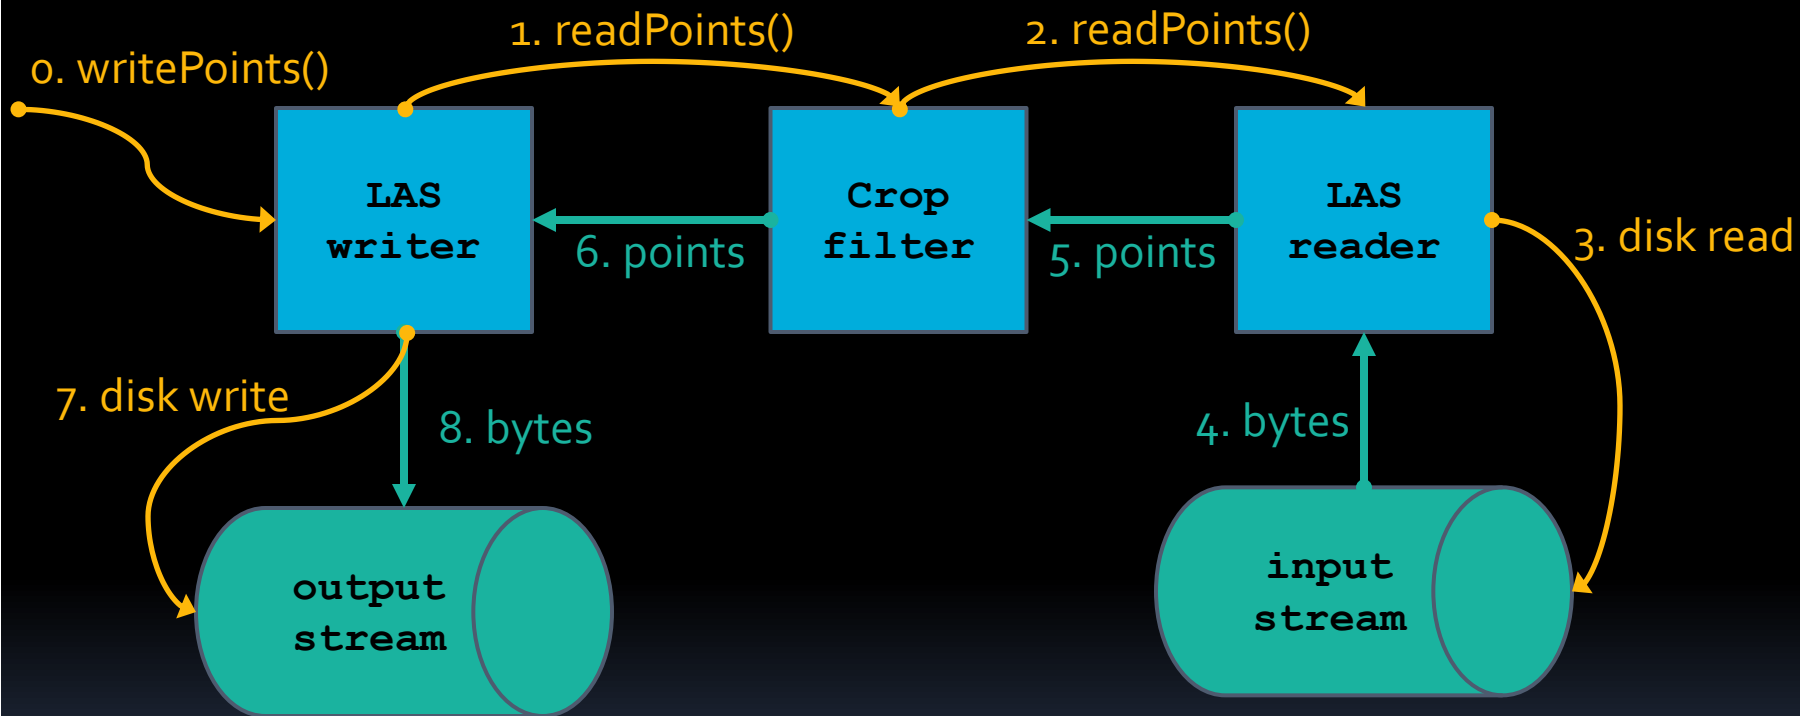 0. writePoints()
1. readPoints()
2. readPoints()
LAS
writer
Crop
filter
LAS
reader
3. disk read
6. points
5. points
7. disk write
8. bytes
4. bytes
output
stream
input
stream